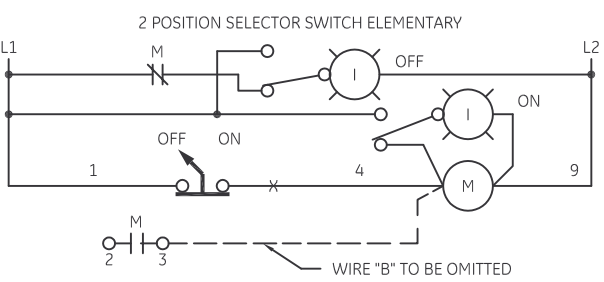 2 POSITION SELECTOR SWITCH ELEMENTARY
L1 M L2
I OFF
I ON
OFF ON
1 X 4 M 9
M
2 3
WIRE "B" TO BE OMITTED